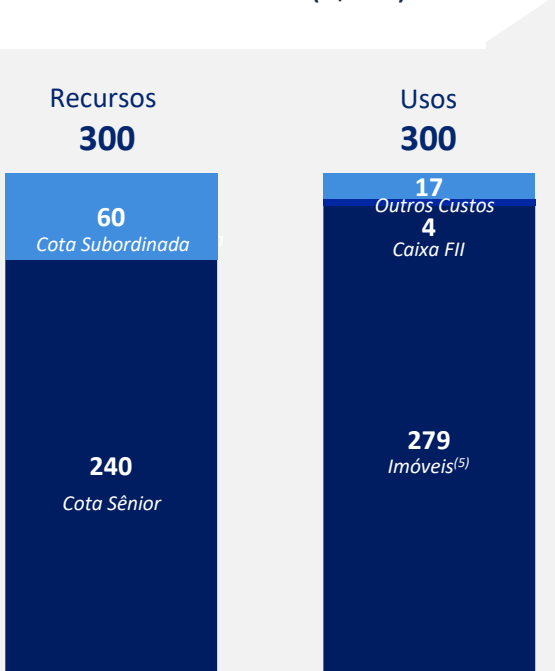 Recursos
300
60
Cota Subordinada
240
Cota Sênior
Usos
300
17
Outros Custos
4
Caixa FII
279
Imóveis(5)